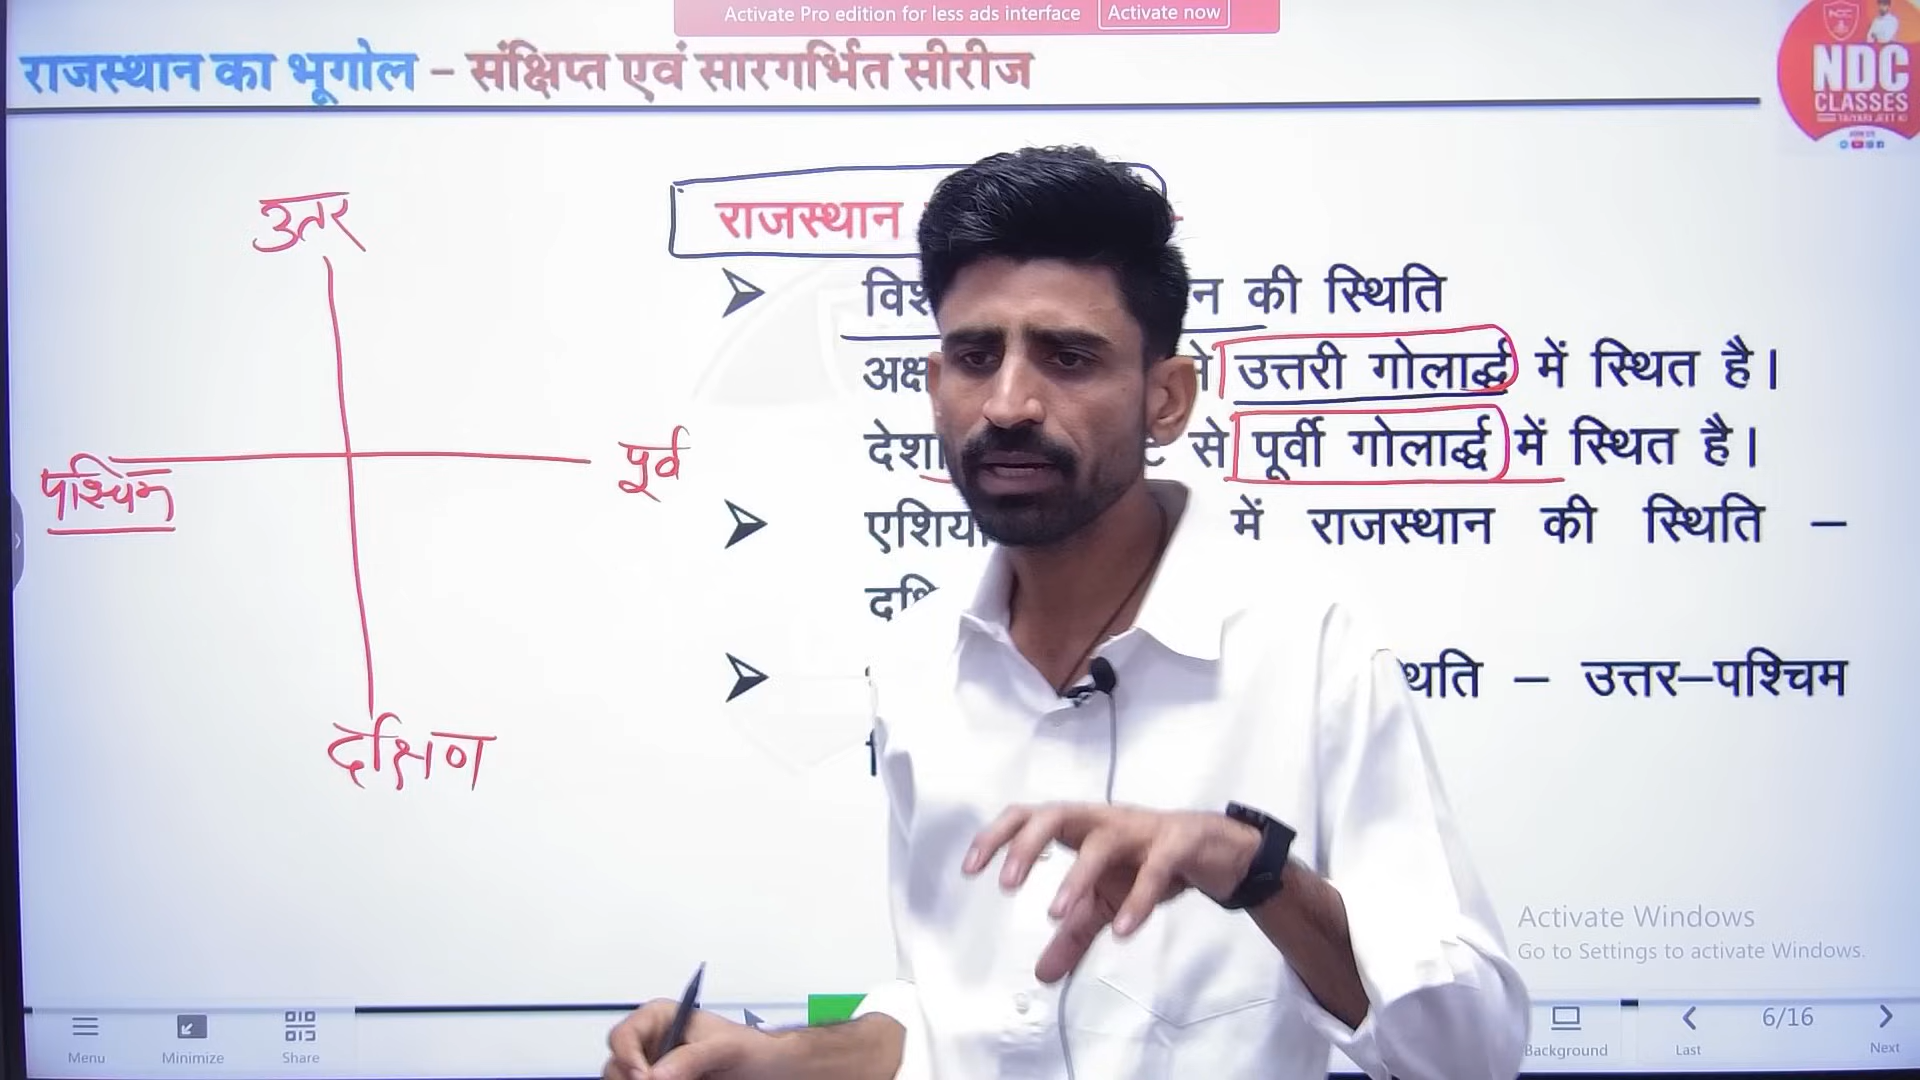 Activate Pro edition for less ads interface Activate now
राजस्थान का भूगोल – संक्षिप्त एवं सारगर्भित सीरीज
NDC
CLASSES
उत्तर
पश्चिम
पूर्व
दक्षिण
राजस्थान
की स्थिति
उत्तरी गोलार्द्ध में स्थित है।
से पूर्वी गोलार्द्ध में स्थित है।
में राजस्थान की स्थिति –
– उत्तर–पश्चिम
Activate Windows
Go to Settings to activate Windows.
Menu
Minimize
Share
Background
Last
6/16
Next